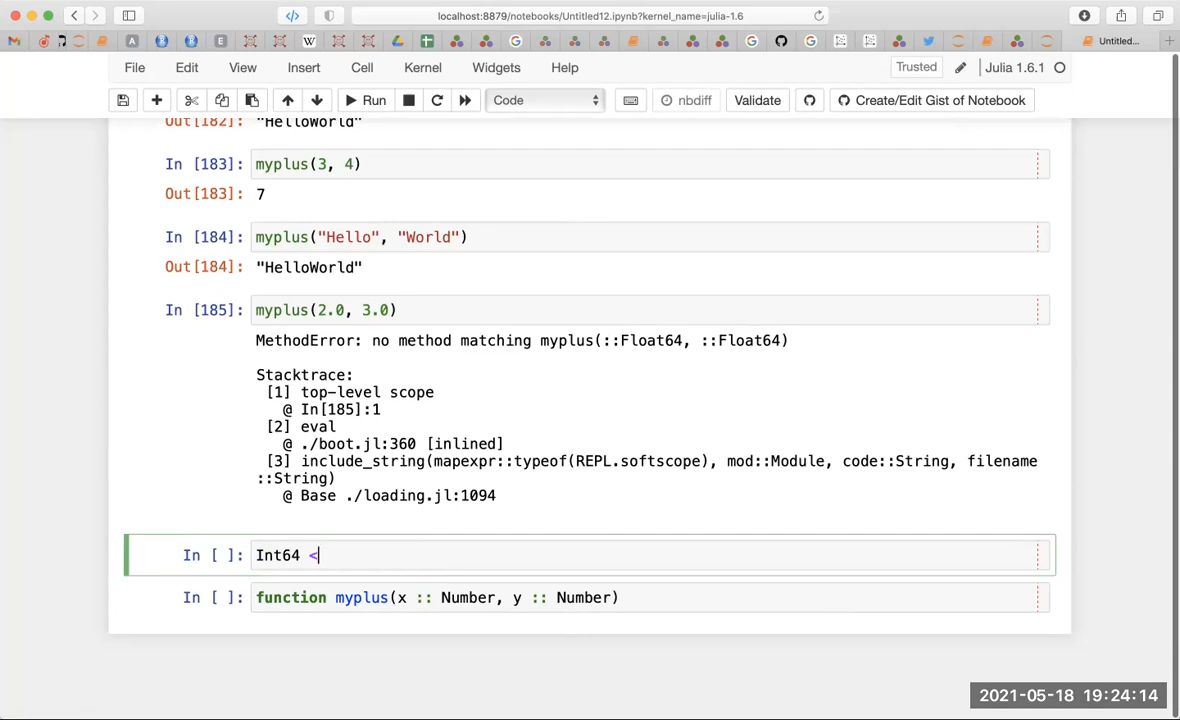 localhost:8879/notebooks/Untitled12.ipynb?kernel_name=julia-1.6
A E G W G G Untitled...
File Edit View Insert Cell Kernel Widgets Help Trusted Julia 1.6.1
Run Code nbdiff Validate Create/Edit Gist of Notebook
Out[182]: "HelloWorld"
In [183]: myplus(3, 4)
Out[183]: 7
In [184]: myplus("Hello", "World")
Out[184]: "HelloWorld"
In [185]: myplus(2.0, 3.0)
MethodError: no method matching myplus(::Float64, ::Float64)
Stacktrace:
[1] top-level scope
@ In[185]:1
[2] eval
@ ./boot.jl:360 [inlined]
[3] include_string(mapexpr::typeof(REPL.softscope), mod::Module, code::String, filename
::String)
@ Base ./loading.jl:1094
In [ ]: Int64 <
In [ ]: function myplus(x :: Number, y :: Number)
2021-05-18 19:24:14